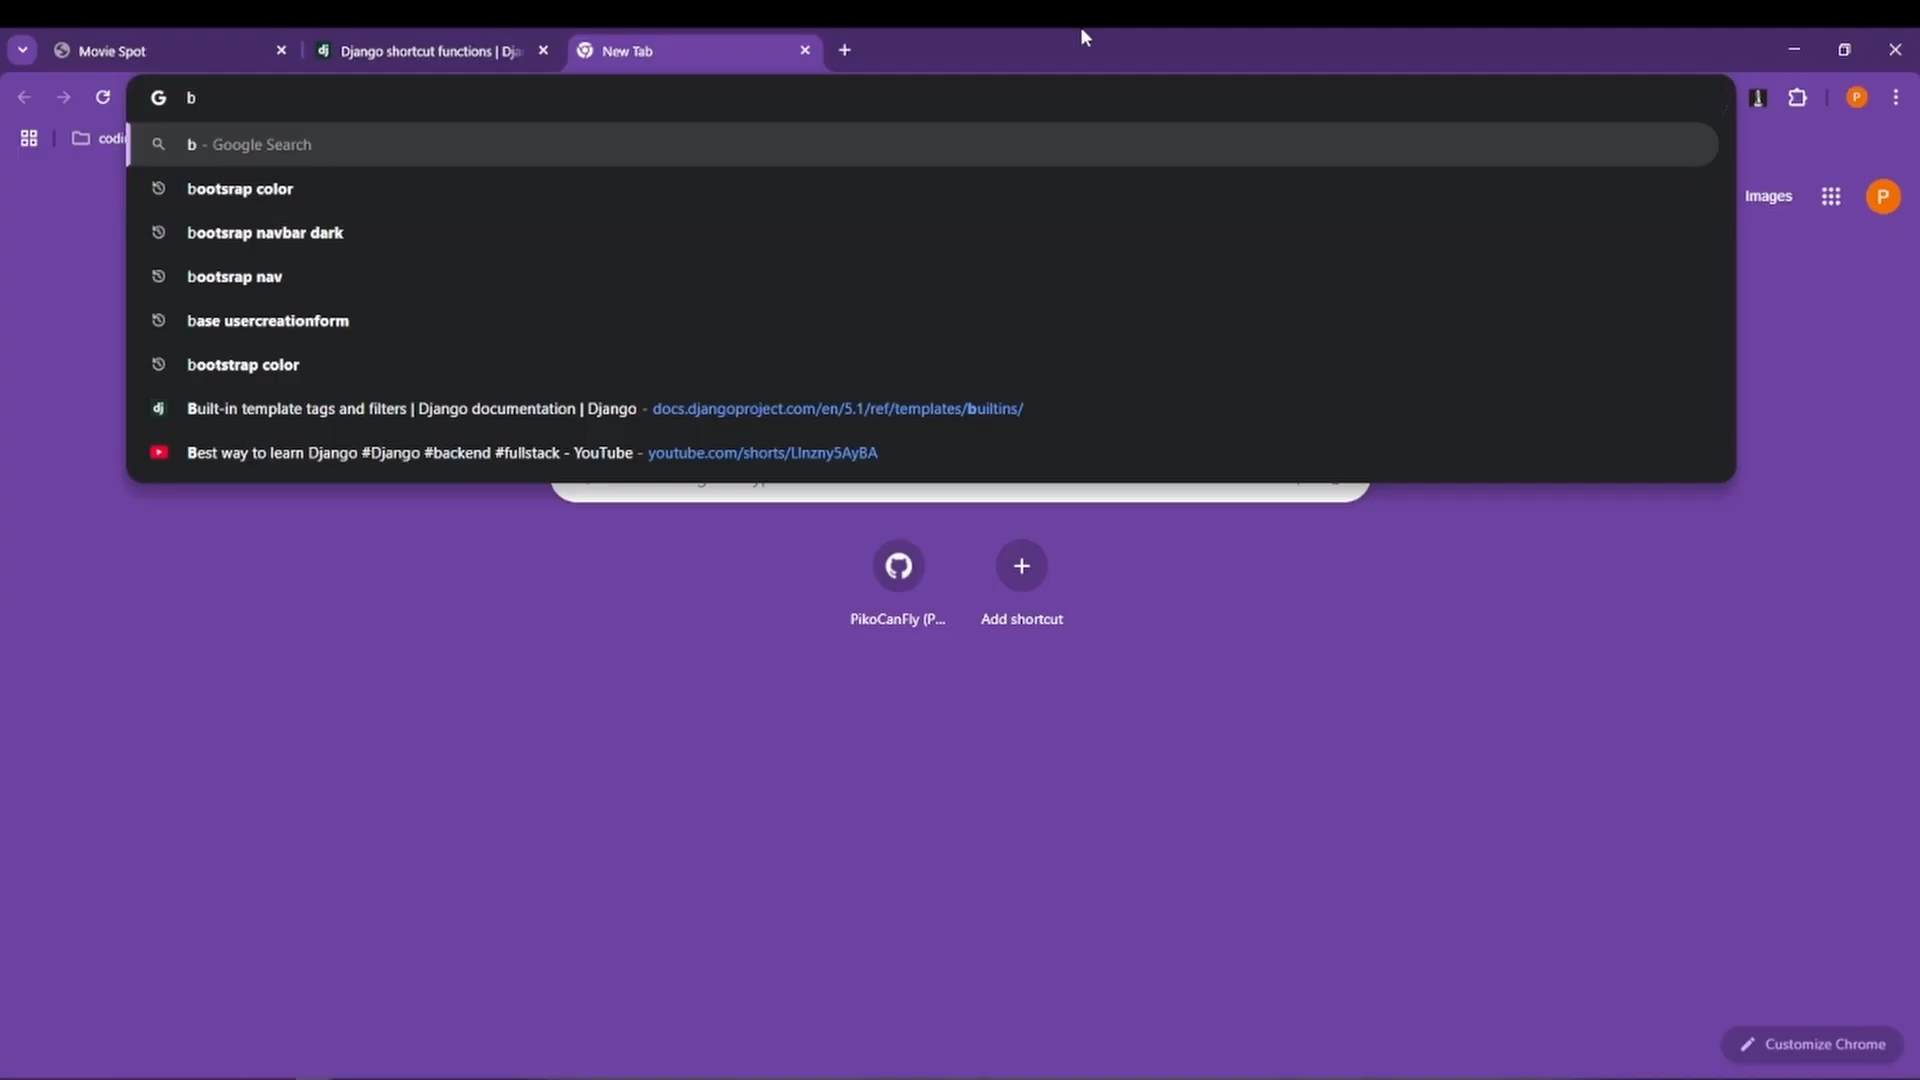 Movie Spot
Django shortcut functions | Dja
New Tab
b
P
codin
b - Google Search
bootsrap color
Images
P
bootsrap navbar dark
bootsrap nav
base usercreationform
bootstrap color
dj Built-in template tags and filters | Django documentation | Django - docs.djangoproject.com/en/5.1/ref/templates/builtins/
Best way to learn Django #Django #backend #fullstack - YouTube - youtube.com/shorts/LInzny5AyBA
PikoCanFly (P...
Add shortcut
Customize Chrome